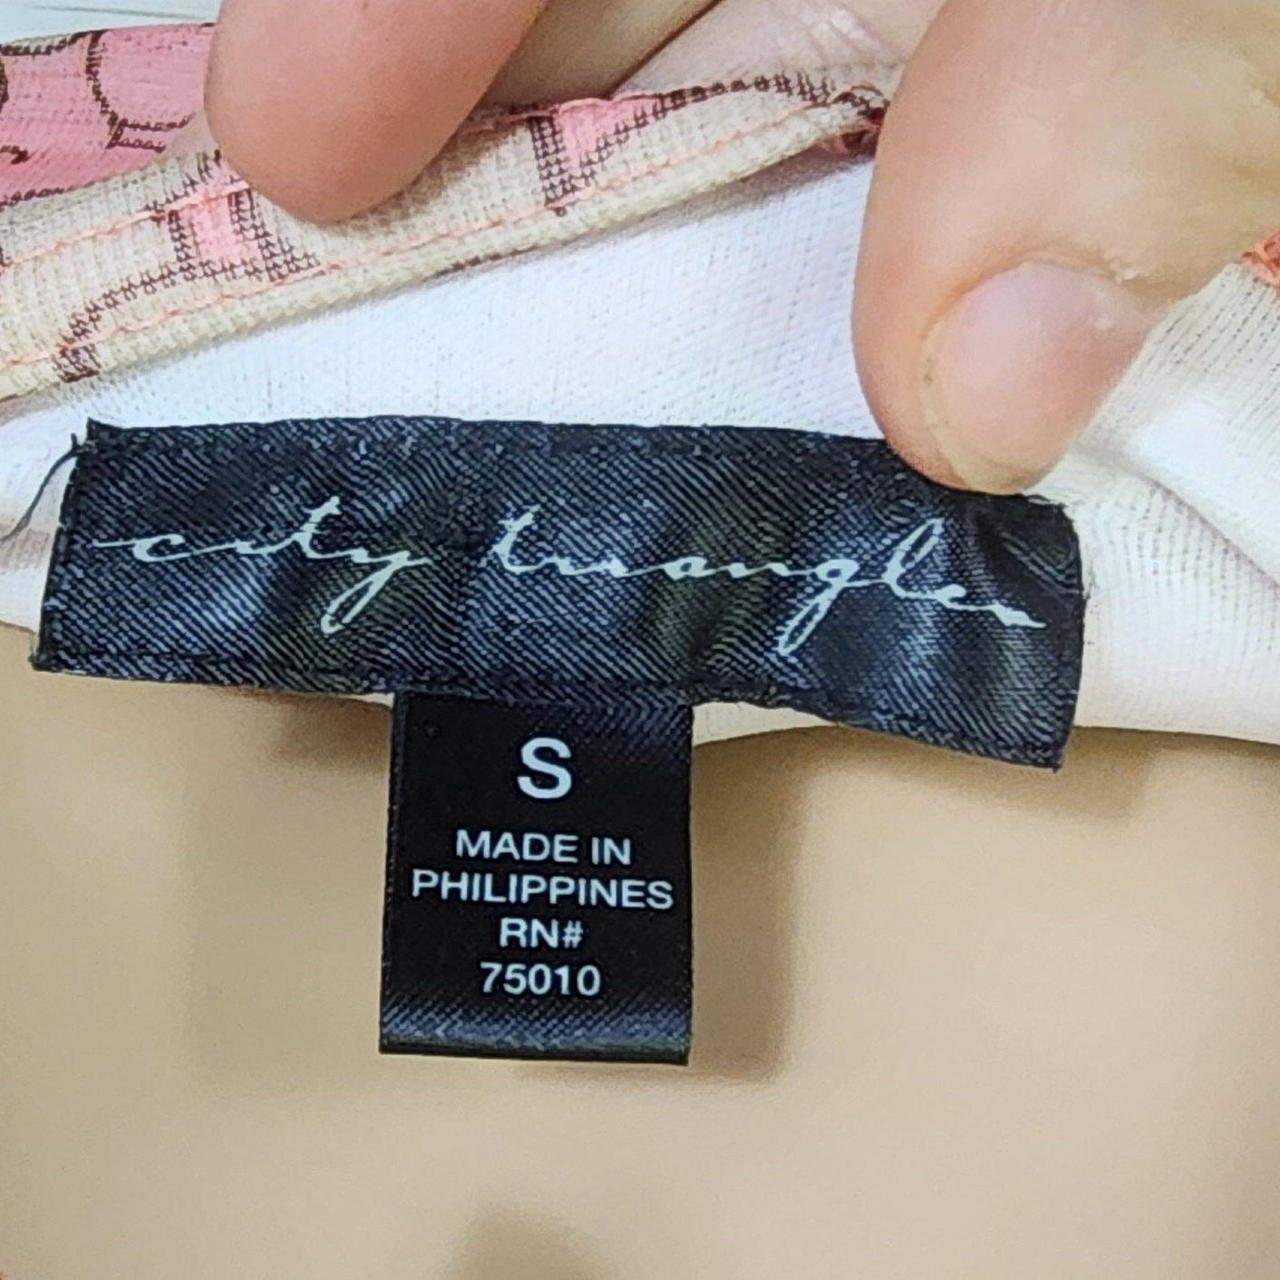 city triangles
S
MADE IN
PHILIPPINES
RN#
75010